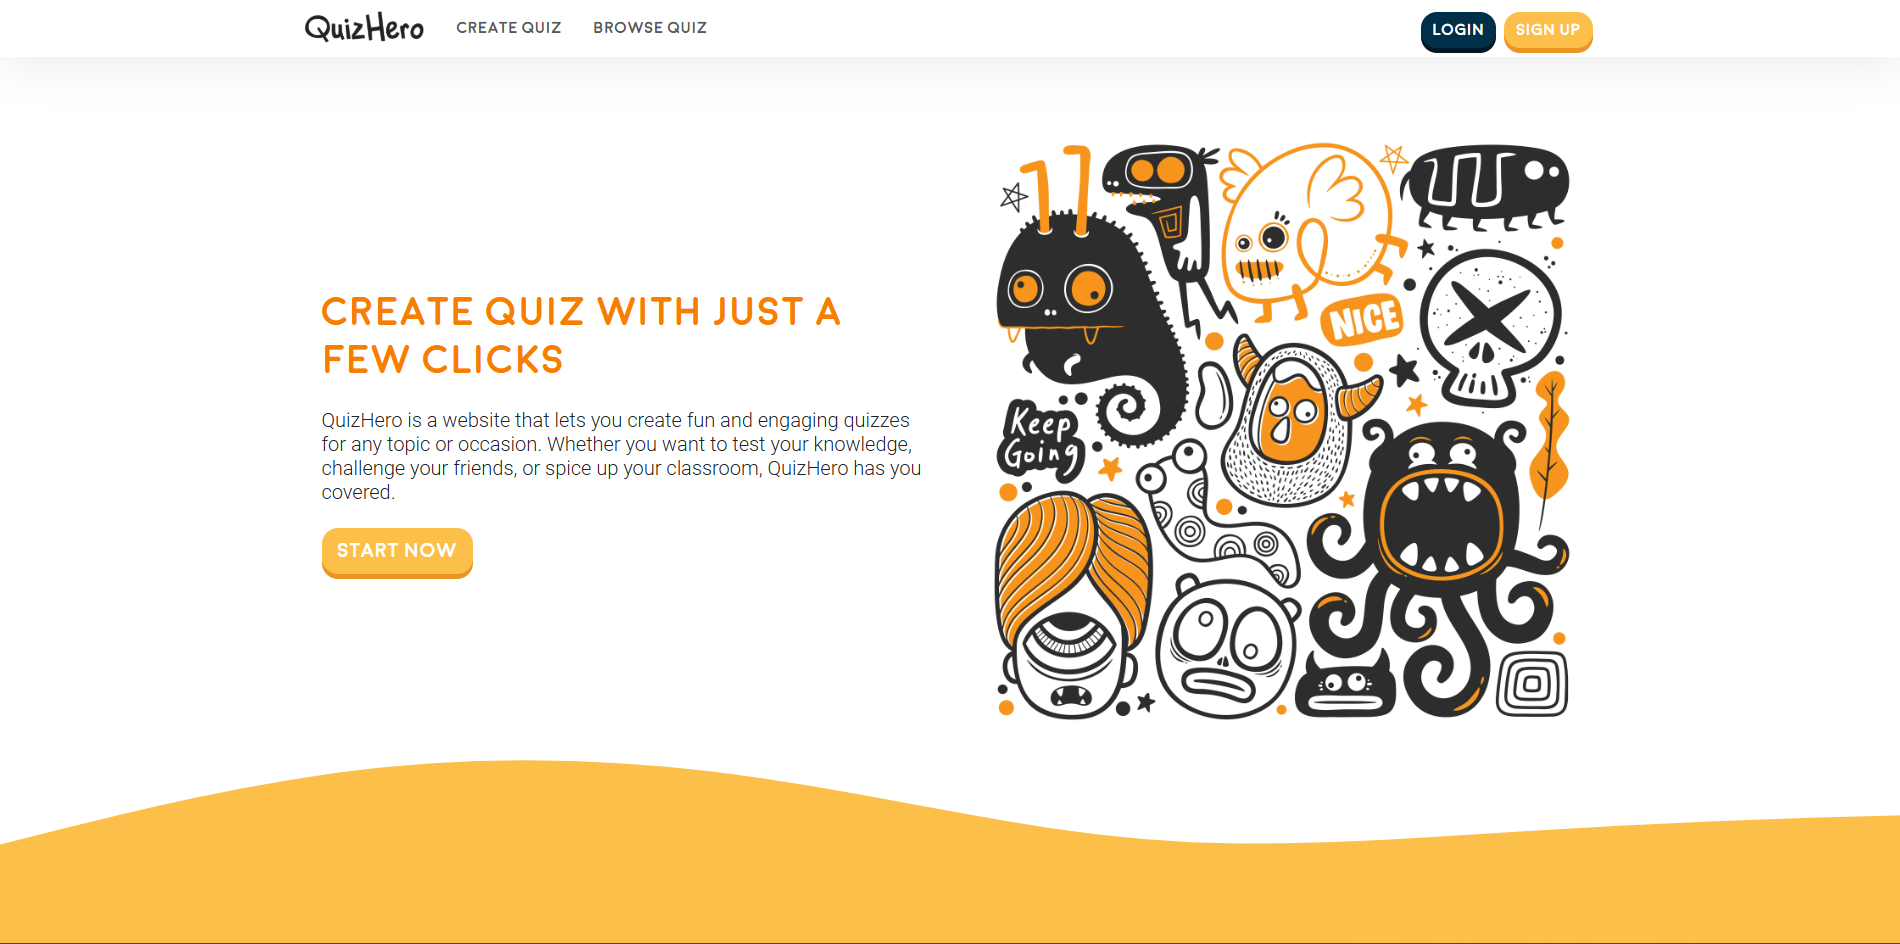 QuizHero CREATE QUIZ BROWSE QUIZ LOGIN SIGN UP
CREATE QUIZ WITH JUST A
FEW CLICKS
QuizHero is a website that lets you create fun and engaging quizzes
for any topic or occasion. Whether you want to test your knowledge,
challenge your friends, or spice up your classroom, QuizHero has you
covered.
START NOW
NICE
Keep
Going